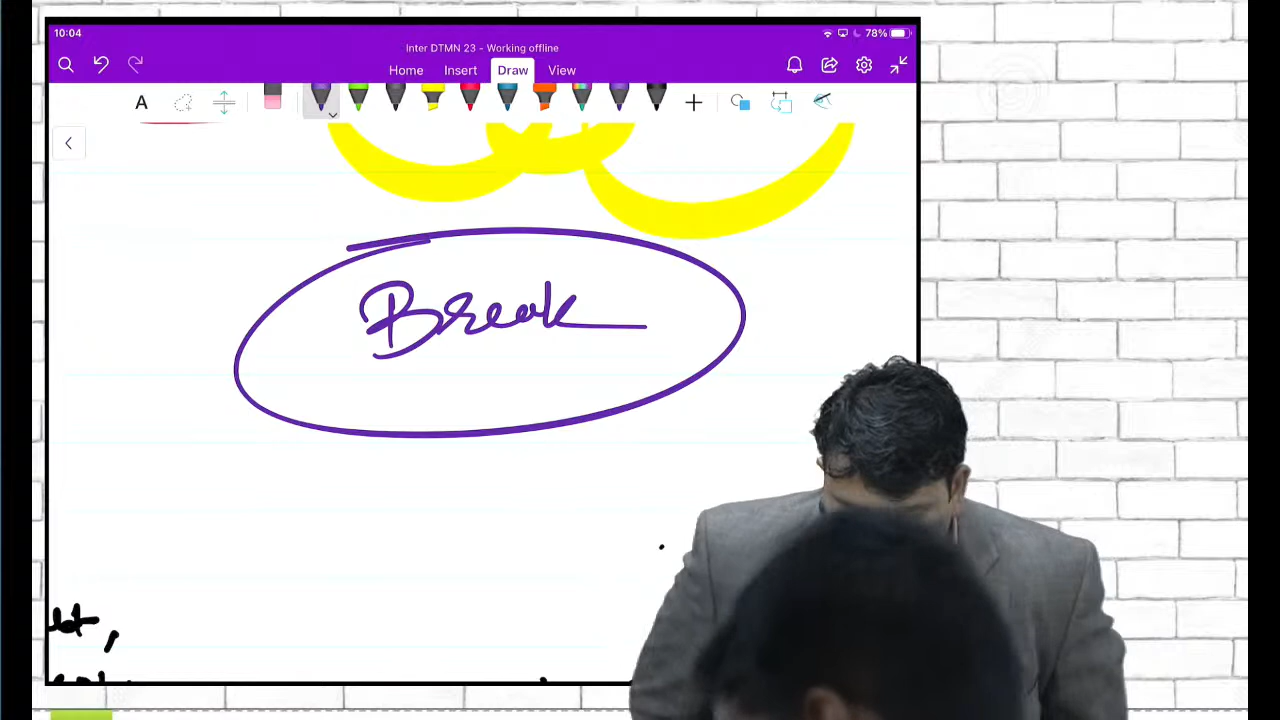 10:04
78%
Inter DTMN 23 - Working offline
Home Insert Draw View
A
Break